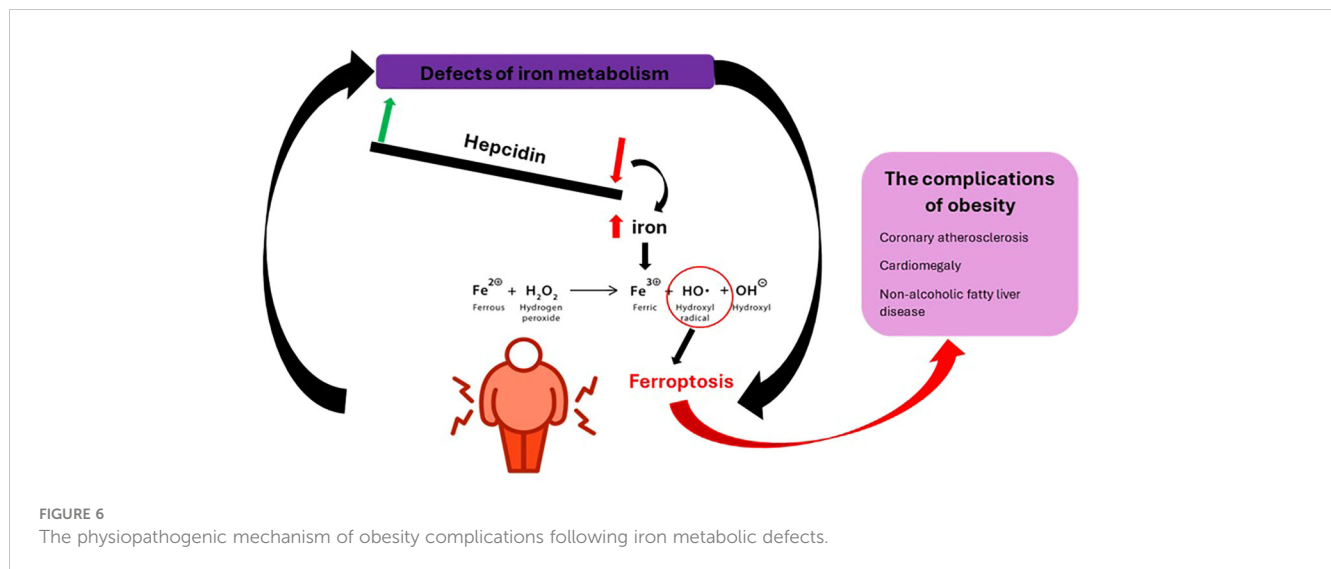 Defects of iron metabolism
Hepcidin
iron
Fe2⊕ + H2O2 → Fe3⊕ + HO• + OH⊖
Ferrous Hydrogen peroxide Ferric Hydroxyl radical Hydroxyl
Ferroptosis
The complications
of obesity
Coronary atherosclerosis
Cardiomegaly
Non-alcoholic fatty liver
disease
FIGURE 6
The physiopathogenic mechanism of obesity complications following iron metabolic defects.